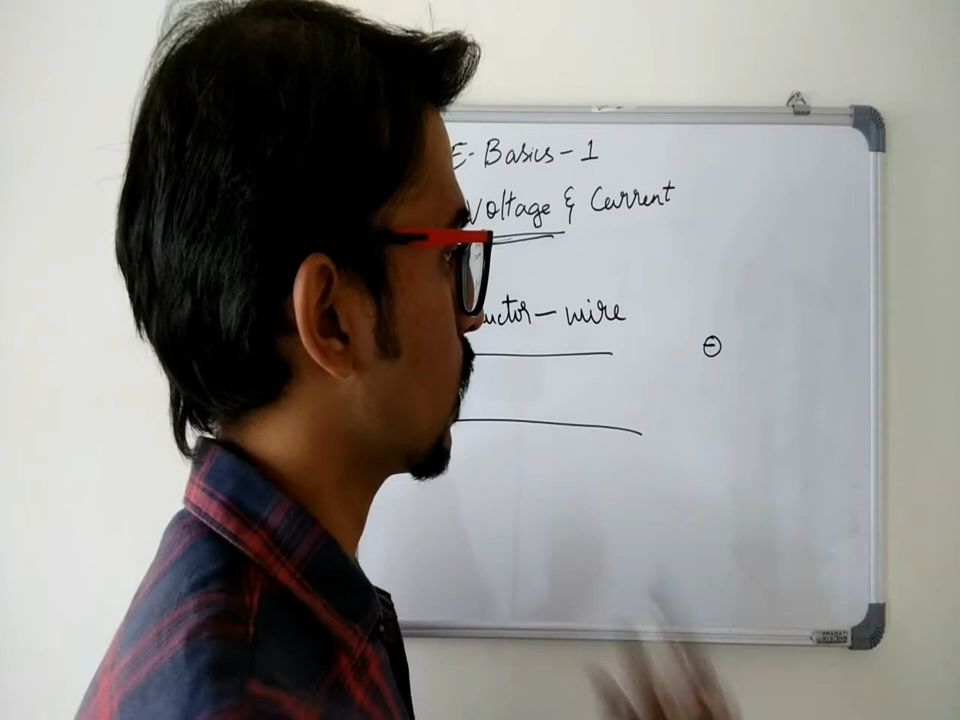 E-Basics-1
Voltage & Current
uctor-wire
⊖